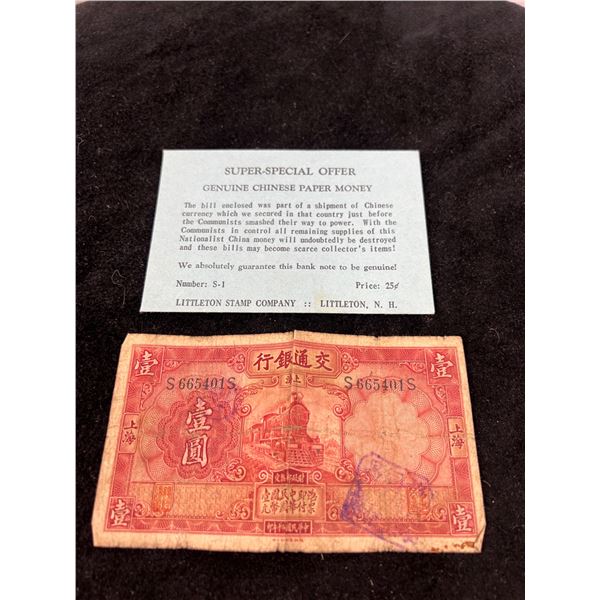 SUPER-SPECIAL OFFER
GENUINE CHINESE PAPER MONEY
The bill enclosed was part of a shipment of Chinese
currency which we secured in that country just before
the Communists smashed their way to power. With the
Communists in control all remaining supplies of this
Nationalist China money will undoubtedly be destroyed
and these bills may become scarce collector's items!
We absolutely guarantee this bank note to be genuine!
Number: S-1 Price: 25¢
LITTLETON STAMP COMPANY :: LITTLETON, N. H.
壹 行銀通交 壹
S665401S 上海 S665401S
上海 壹圓 上海
壹 壹